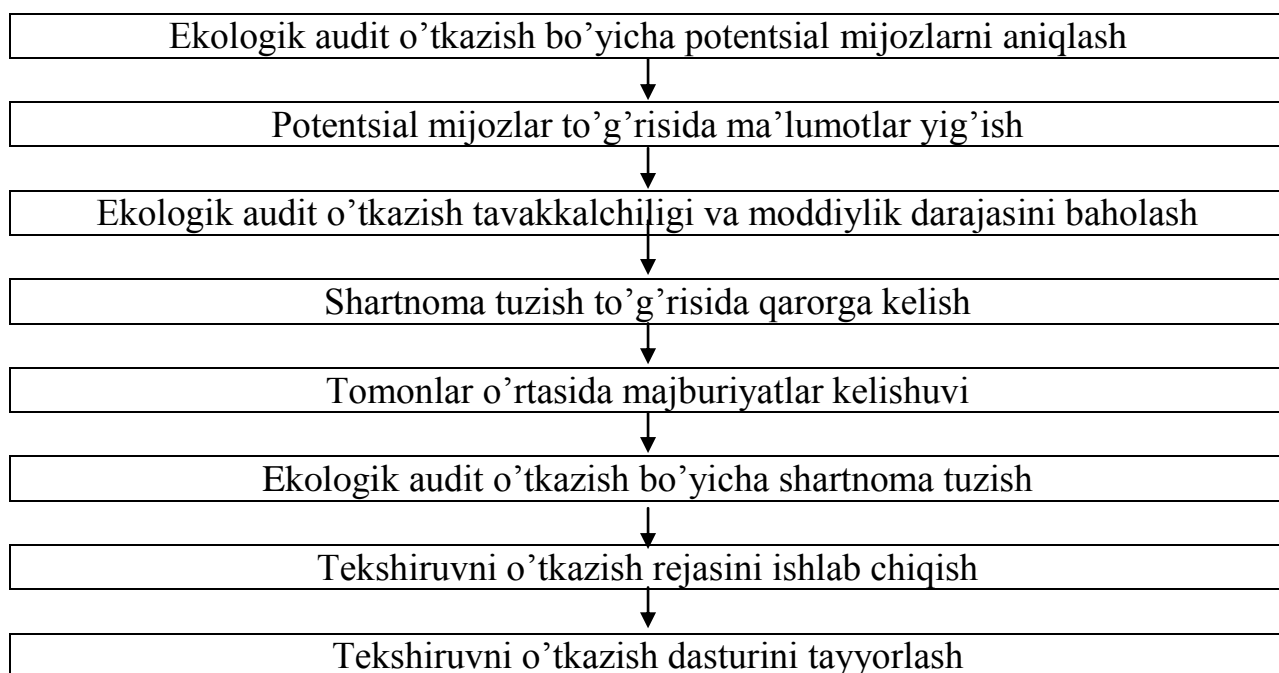 Ekologik audit o’tkazish bo’yicha potentsial mijozlarni aniqlash
Potentsial mijozlar to’g’risida ma’lumotlar yig’ish
Ekologik audit o’tkazish tavakkalchiligi va moddiylik darajasini baholash
Shartnoma tuzish to’g’risida qarorga kelish
Tomonlar o’rtasida majburiyatlar kelishuvi
Ekologik audit o’tkazish bo’yicha shartnoma tuzish
Tekshiruvni o’tkazish rejasini ishlab chiqish
Tekshiruvni o’tkazish dasturini tayyorlash